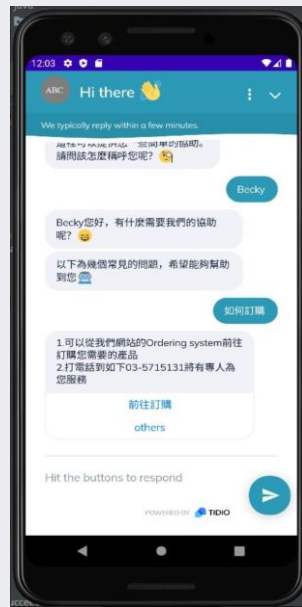 12:03
ABC
Hi there 👋
We typically reply within a few minutes.
請問該怎麼稱呼您呢? 🧐
Becky
Becky您好,有什麼需要我們的協助
呢? 😄
以下為幾個常見的問題,希望能夠幫助
到您☎️
如何訂購
1.可以從我們網站的Ordering system前往
訂購您需要的產品
2.打電話到如下03-5715131將有專人為
您服務
前往訂購
others
Hit the buttons to respond
POWERED BY TIDIO